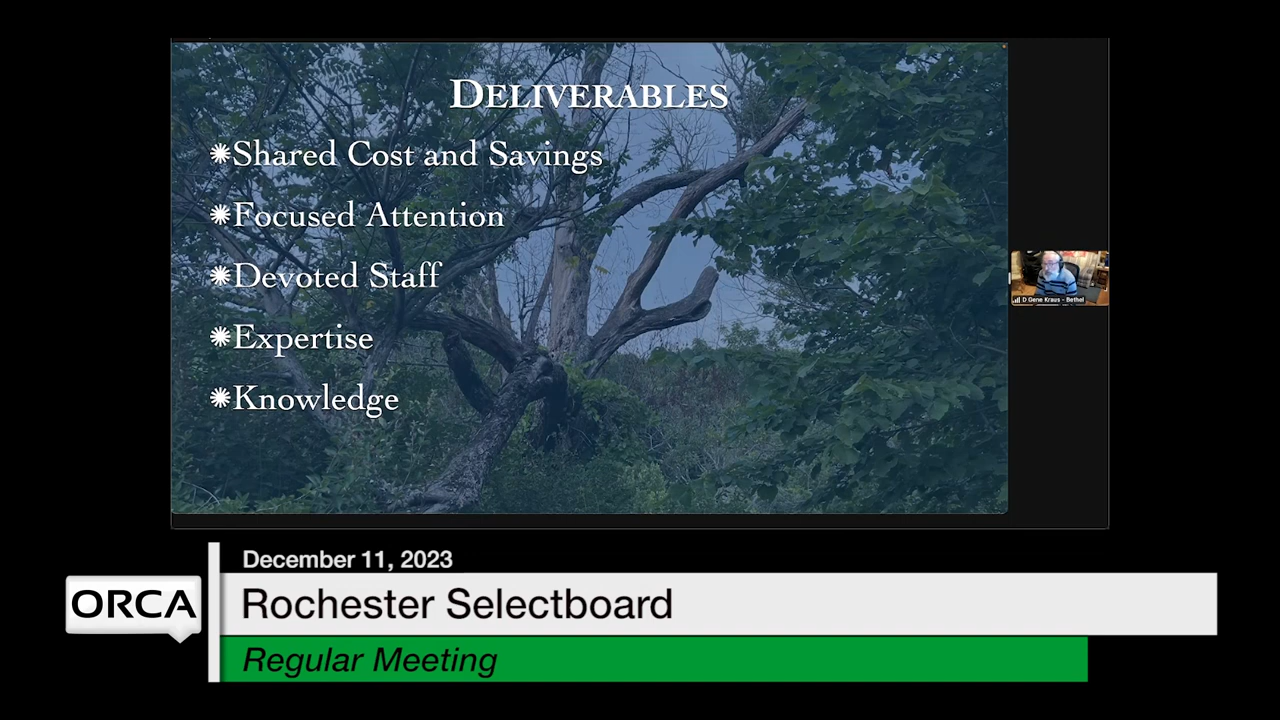 DELIVERABLES
✹Shared Cost and Savings
✹Focused Attention
✹Devoted Staff
✹Expertise
✹Knowledge
D Gene Kraus - Bethel
December 11, 2023
ORCA
Rochester Selectboard
Regular Meeting